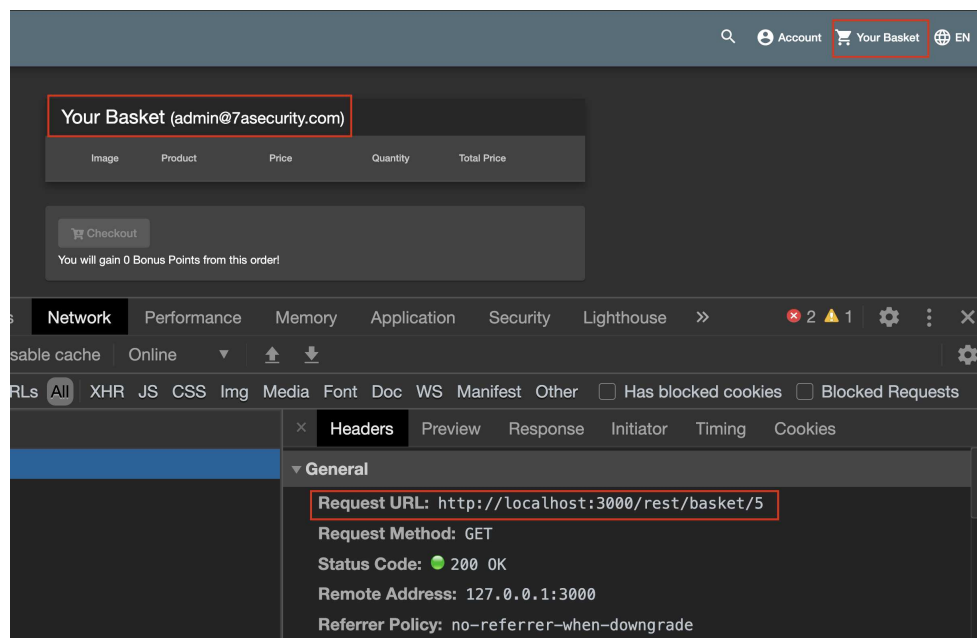 Account Your Basket EN
Your Basket (admin@7asecurity.com)
Image Product Price Quantity Total Price
Checkout
You will gain 0 Bonus Points from this order!
s Network Performance Memory Application Security Lighthouse » 2 1
sable cache Online
RLs All XHR JS CSS Img Media Font Doc WS Manifest Other Has blocked cookies Blocked Requests
× Headers Preview Response Initiator Timing Cookies
General
Request URL: http://localhost:3000/rest/basket/5
Request Method: GET
Status Code: 200 OK
Remote Address: 127.0.0.1:3000
Referrer Policy: no-referrer-when-downgrade